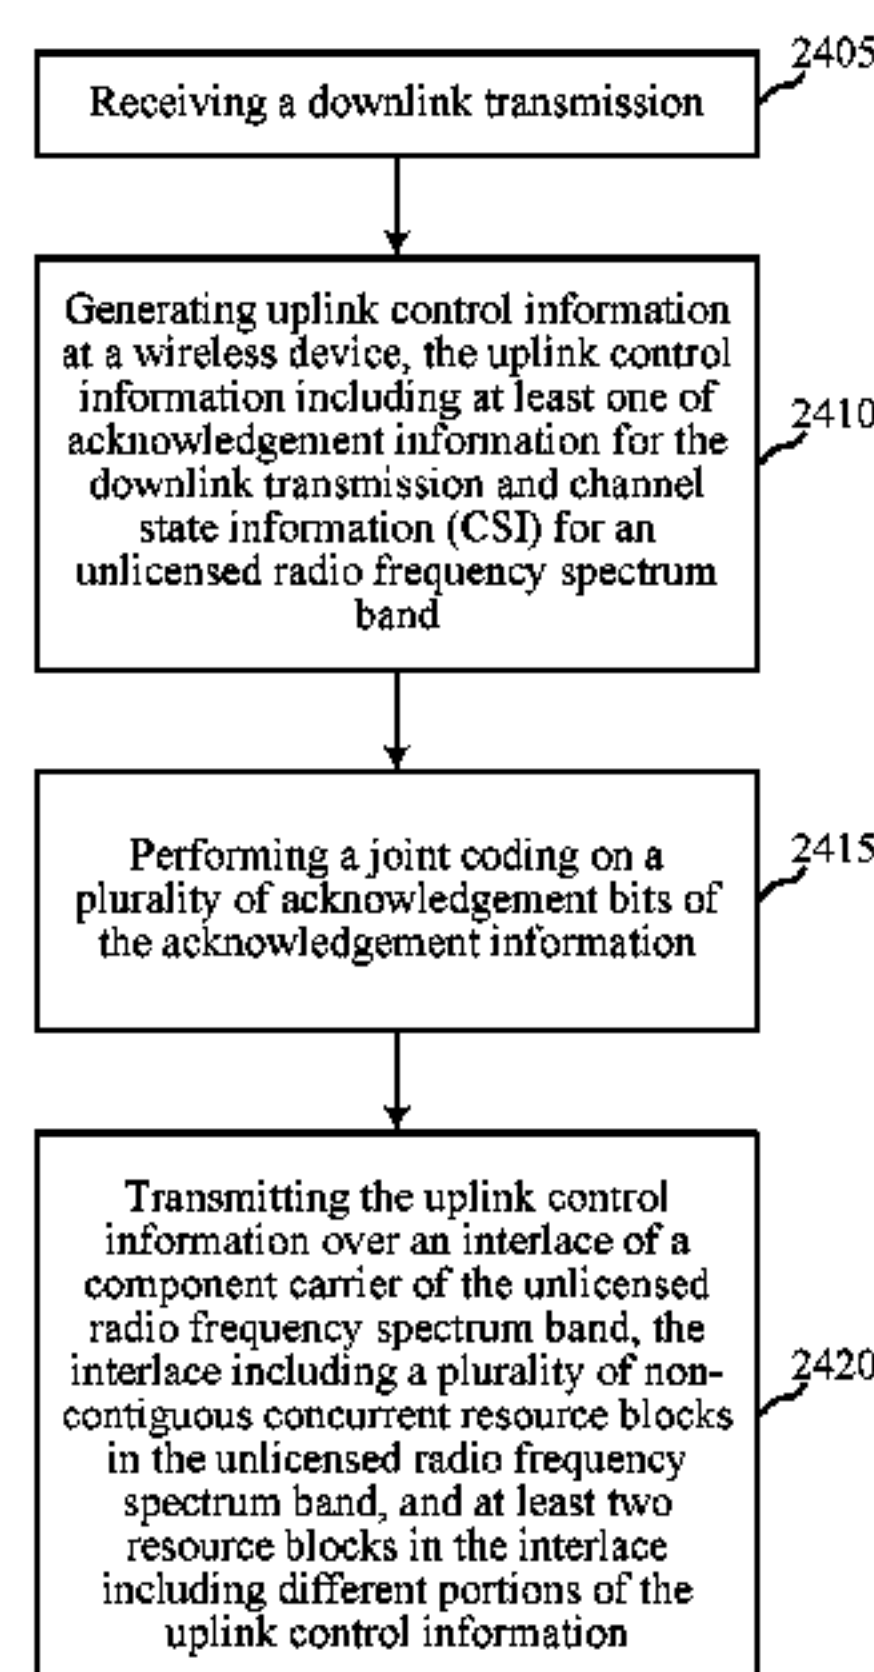 2405
Receiving a downlink transmission
Generating uplink control information
at a wireless device, the uplink control
information including at least one of
acknowledgement information for the
downlink transmission and channel
state information (CSI) for an
unlicensed radio frequency spectrum
band
2410
Performing a joint coding on a
plurality of acknowledgement bits of
the acknowledgement information
2415
Transmitting the uplink control
information over an interlace of a
component carrier of the unlicensed
radio frequency spectrum band, the
interlace including a plurality of non-
contiguous concurrent resource blocks
in the unlicensed radio frequency
spectrum band, and at least two
resource blocks in the interlace
including different portions of the
uplink control information
2420